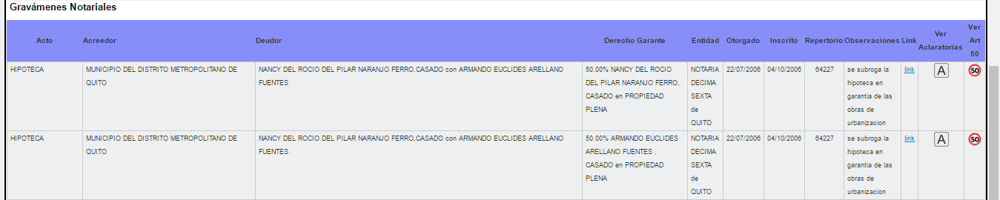 Gravámenes Notariales
Acto Acreedor Deudor Derecho Garante Entidad Otorgado Inscrito Repertorio Observaciones Link Ver Aclaratorias Ver Art 50
HIPOTECA
MUNICIPIO DEL DISTRITO METROPOLITANO DE
QUITO
NANCY DEL ROCIO DEL PILAR NARANJO FERRO,CASADO con ARMANDO EUCLIDES ARELLANO
FUENTES
50.00% NANCY DEL ROCIO
DEL PILAR NARANJO FERRO,
CASADO en PROPIEDAD
PLENA
NOTARIA
DECIMA
SEXTA
de
QUITO
22/07/2006
04/10/2006
64227
se subroga la
hipoteca en
garantia de las
obras de
urbanizacion
link
A
50
HIPOTECA
MUNICIPIO DEL DISTRITO METROPOLITANO DE
QUITO
NANCY DEL ROCIO DEL PILAR NARANJO FERRO,CASADO con ARMANDO EUCLIDES ARELLANO
FUENTES
50.00% ARMANDO EUCLIDES
ARELLANO FUENTES ,
CASADO en PROPIEDAD
PLENA
NOTARIA
DECIMA
SEXTA
de
QUITO
22/07/2006
04/10/2006
64227
se subroga la
hipoteca en
garantia de las
obras de
urbanizacion
link
A
50